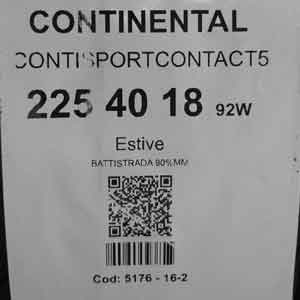 CONTINENTAL
CONTISPORTCONTACT5
225 40 18 92W
Estive
BATTISTRADA 90%MM
Cod: 5176 - 16-2